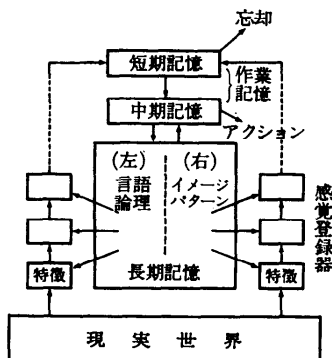 忘却
短期記憶
作業
記憶
中期記憶
アクション
(左)
(右)
言語
論理
イメージ
パターン
感覚登録器
特徴
長期記憶
特徴
現実世界